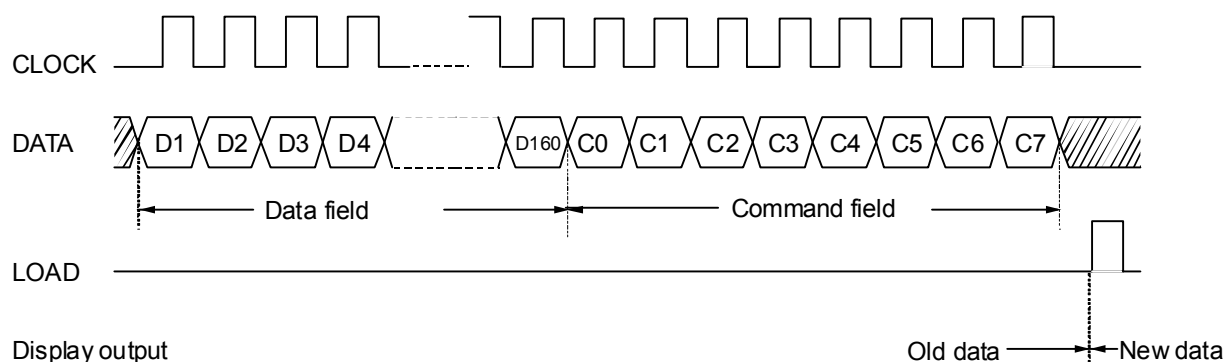 CLOCK
DATA D1 D2 D3 D4 D160 C0 C1 C2 C3 C4 C5 C6 C7
Data field Command field
LOAD
Display output Old data New data